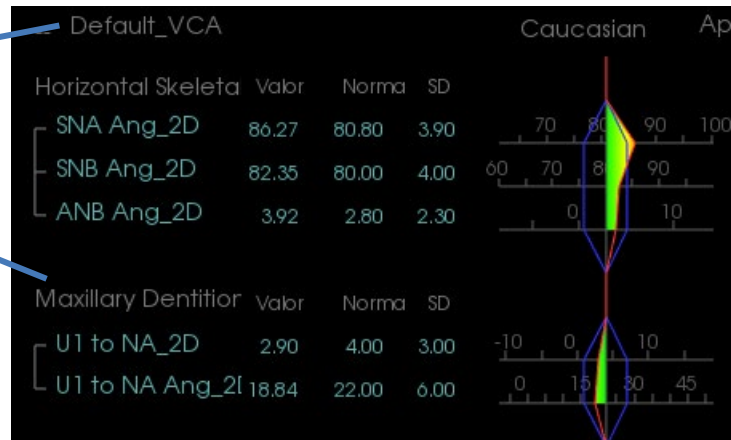 Default_VCA Caucasian Ap
Horizontal Skeleta Valor Norma SD
SNA Ang_2D 86.27 80.80 3.90 70 80 90 100
SNB Ang_2D 82.35 80.00 4.00 60 70 80 90
ANB Ang_2D 3.92 2.80 2.30 0 10
Maxillary Dentition Valor Norma SD
U1 to NA_2D 2.90 4.00 3.00 -10 0 10
U1 to NA Ang_2D 18.84 22.00 6.00 0 15 30 45